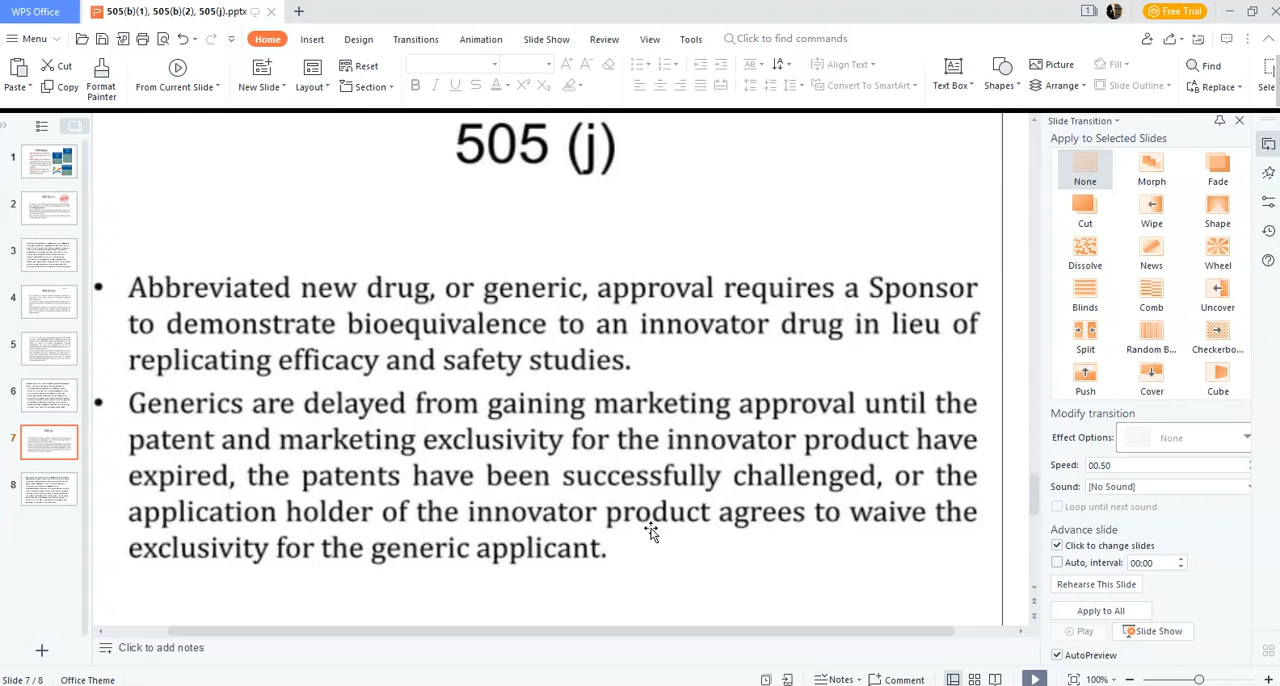 WPS Office
505(b)(1), 505(b)(2), 505(j).pptx
Free Trial
Menu
Home Insert Design Transitions Animation Slide Show Review View Tools Click to find commands
Paste Cut Copy Format Painter From Current Slide New Slide Layout Reset Section
Align Text Convert To SmartArt Text Box Shapes Picture Arrange Fill Slide Outline Find Replace
505 (j)
• Abbreviated new drug, or generic, approval requires a Sponsor
to demonstrate bioequivalence to an innovator drug in lieu of
replicating efficacy and safety studies.
• Generics are delayed from gaining marketing approval until the
patent and marketing exclusivity for the innovator product have
expired, the patents have been successfully challenged, or the
application holder of the innovator product agrees to waive the
exclusivity for the generic applicant.
1
2
3
4
5
6
7
8
Slide Transition
Apply to Selected Slides
None Morph Fade
Cut Wipe Shape
Dissolve News Wheel
Blinds Comb Uncover
Split Random B... Checkerbo...
Push Cover Cube
Modify transition
Effect Options: None
Speed: 00.50
Sound: [No Sound]
Loop until next sound
Advance slide
Click to change slides
Auto, interval: 00:00
Rehearse This Slide
Apply to All
Play Slide Show
AutoPreview
Click to add notes
Slide 7 / 8 Office Theme Notes Comment 100%